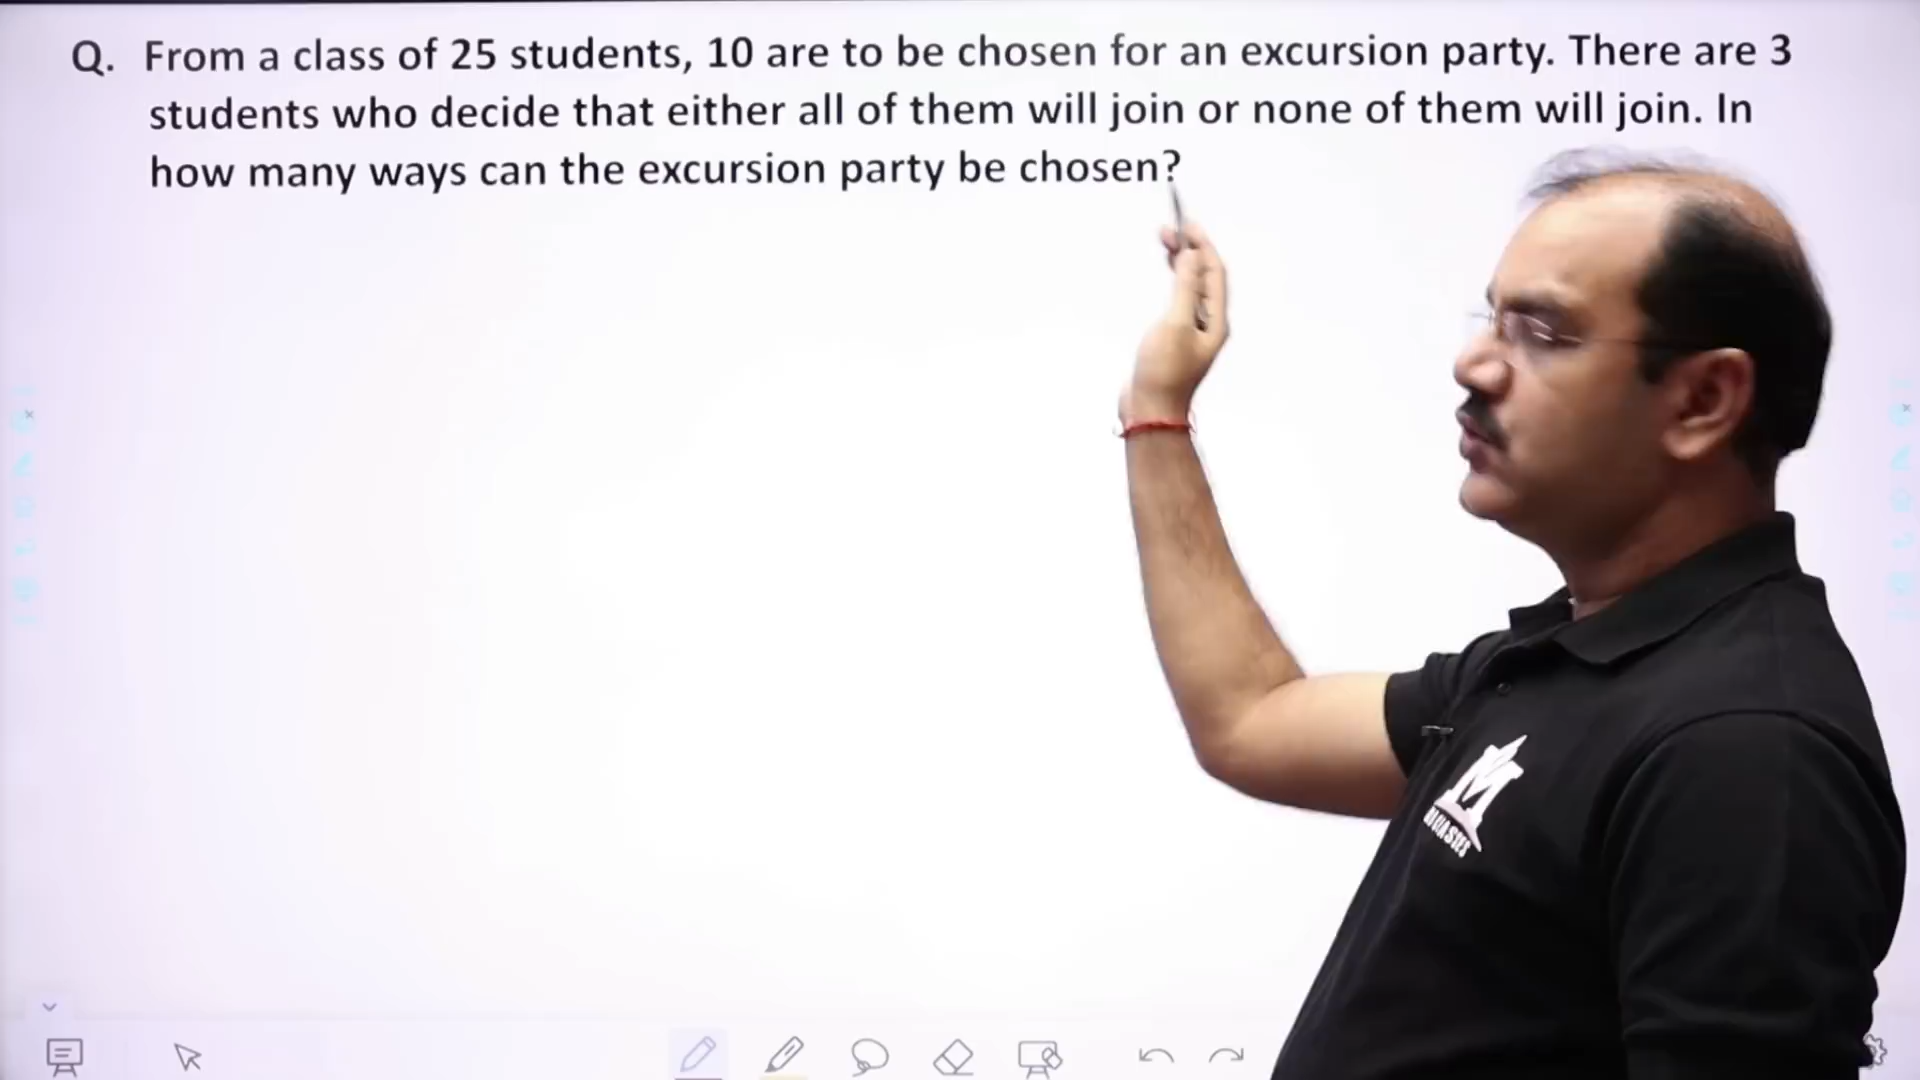 Q. From a class of 25 students, 10 are to be chosen for an excursion party. There are 3
students who decide that either all of them will join or none of them will join. In
how many ways can the excursion party be chosen?
M